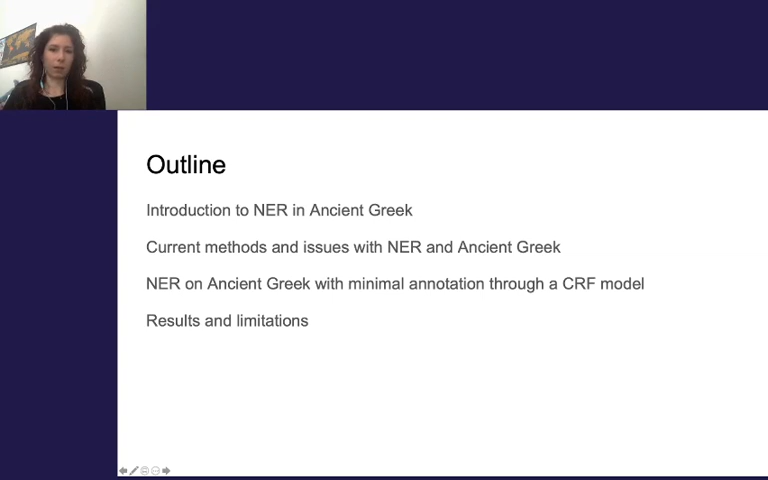 Outline
Introduction to NER in Ancient Greek
Current methods and issues with NER and Ancient Greek
NER on Ancient Greek with minimal annotation through a CRF model
Results and limitations